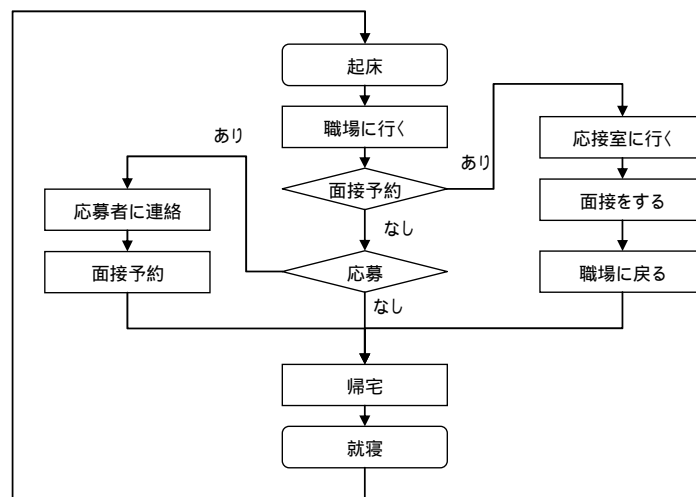 起床
職場に行く
あり
あり
応接室に行く
面接予約
応募者に連絡
面接をする
なし
面接予約
応募
職場に戻る
なし
帰宅
就寝